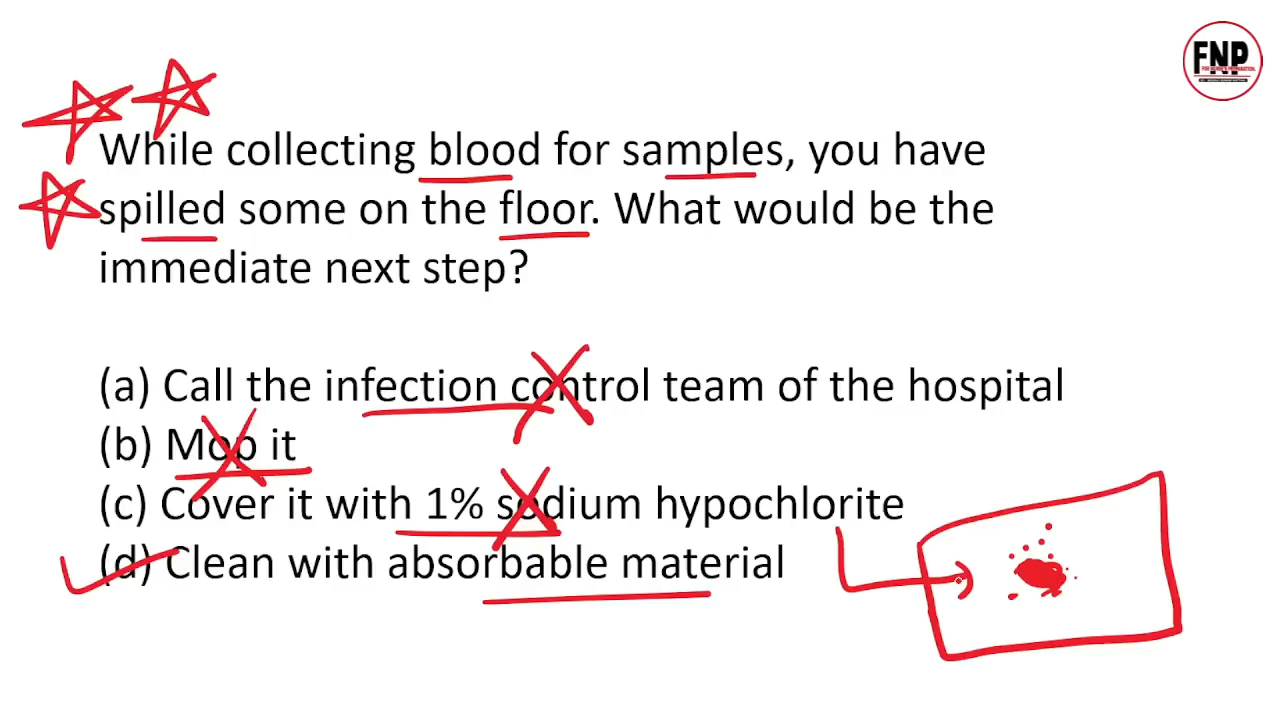 FNP
While collecting blood for samples, you have
spilled some on the floor. What would be the
immediate next step?
(a) Call the infection control team of the hospital
(b) Mop it
(c) Cover it with 1% sodium hypochlorite
(d) Clean with absorbable material